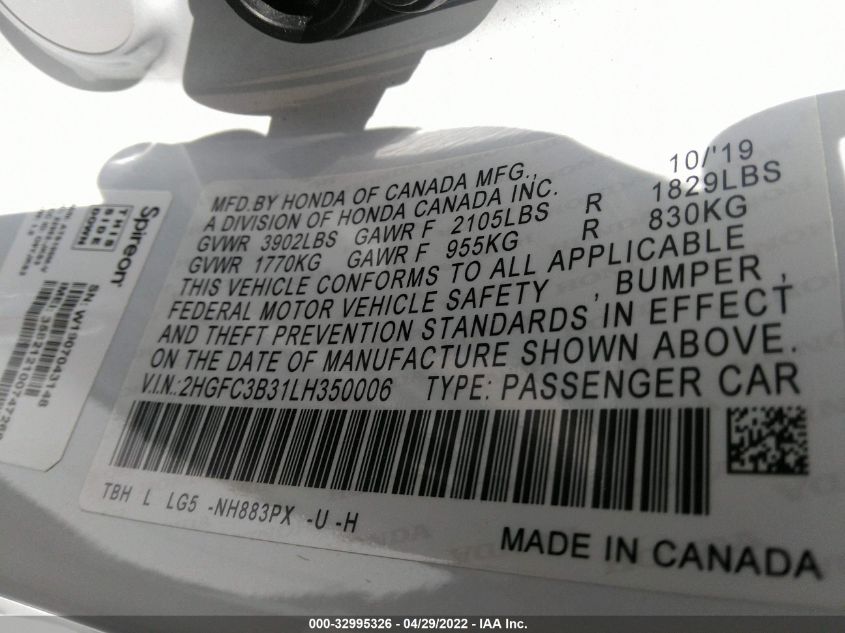 MFD.BY HONDA OF CANADA MFG., 10/'19
A DIVISION OF HONDA CANADA INC.
GVWR 3902LBS GAWR F 2105LBS R 1829LBS
GVWR 1770KG GAWR F 955KG R 830KG
THIS VEHICLE CONFORMS TO ALL APPLICABLE
FEDERAL MOTOR VEHICLE SAFETY , BUMPER ,
AND THEFT PREVENTION STANDARDS IN EFFECT
ON THE DATE OF MANUFACTURE SHOWN ABOVE.
V.I.N.: 2HGFC3B31LH350006 TYPE: PASSENGER CAR
TBH L LG5 -NH883PX -U -H
MADE IN CANADA
Spireon
THIS
SIDE
DOWN
000-32995326 - 04/29/2022 - IAA Inc.